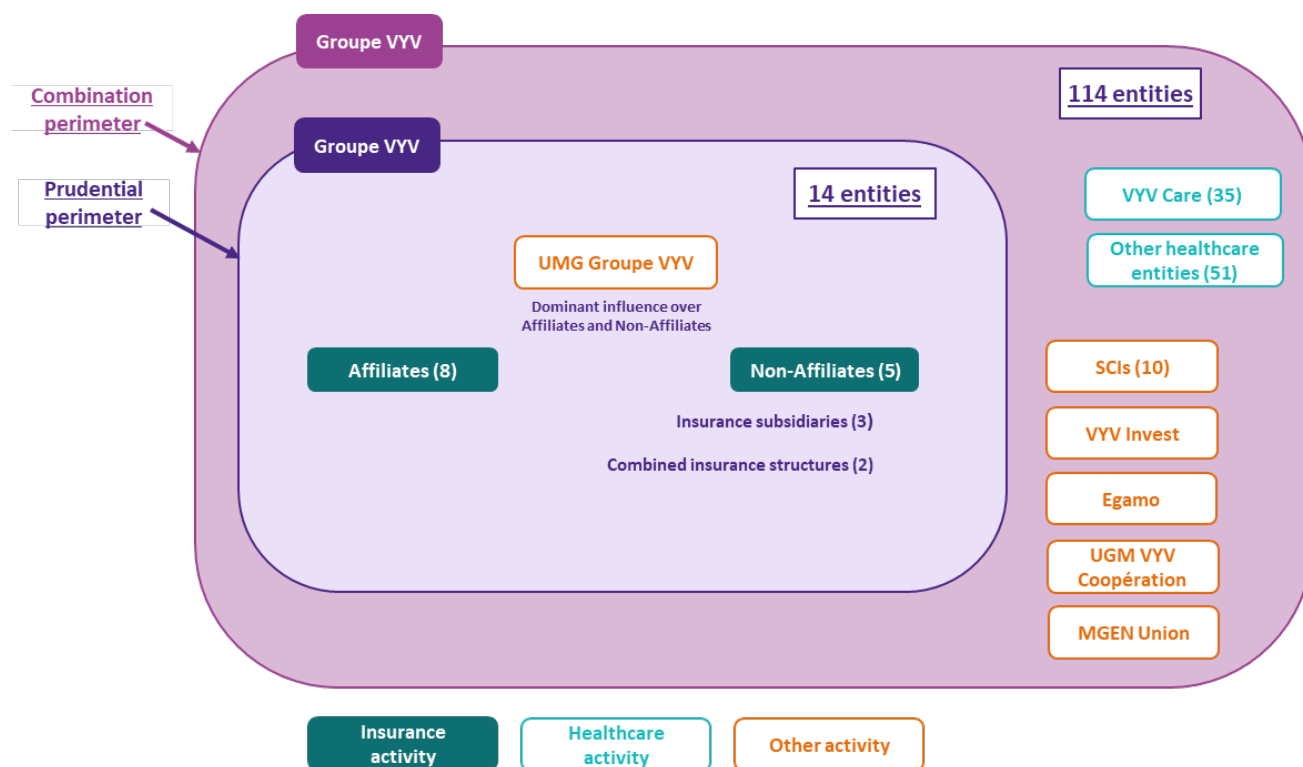 Groupe VYV
Combination
perimeter
114 entities
Groupe VYV
Prudential
perimeter
14 entities
VYV Care (35)
Other healthcare
entities (51)
UMG Groupe VYV
Dominant influence over
Affiliates and Non-Affiliates
Affiliates (8)
Non-Affiliates (5)
SCIs (10)
Insurance subsidiaries (3)
VYV Invest
Combined insurance structures (2)
Egamo
UGM VYV
Coopération
MGEN Union
Insurance
activity
Healthcare
activity
Other activity